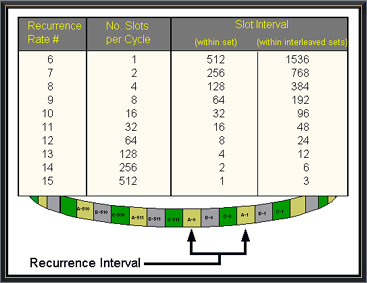 Recurrence Rate # No. Slots per Cycle Slot Interval
(within set) (within interleaved sets)
6 1 512 1536
7 2 256 768
8 4 128 384
9 8 64 192
10 16 32 96
11 32 16 48
12 64 8 24
13 128 4 12
14 256 2 6
15 512 1 3
A-510 B-510 C-510 A-511 B-511 C-511 A-0 B-0 C-0 A-1 B-1 C-1
Recurrence Interval